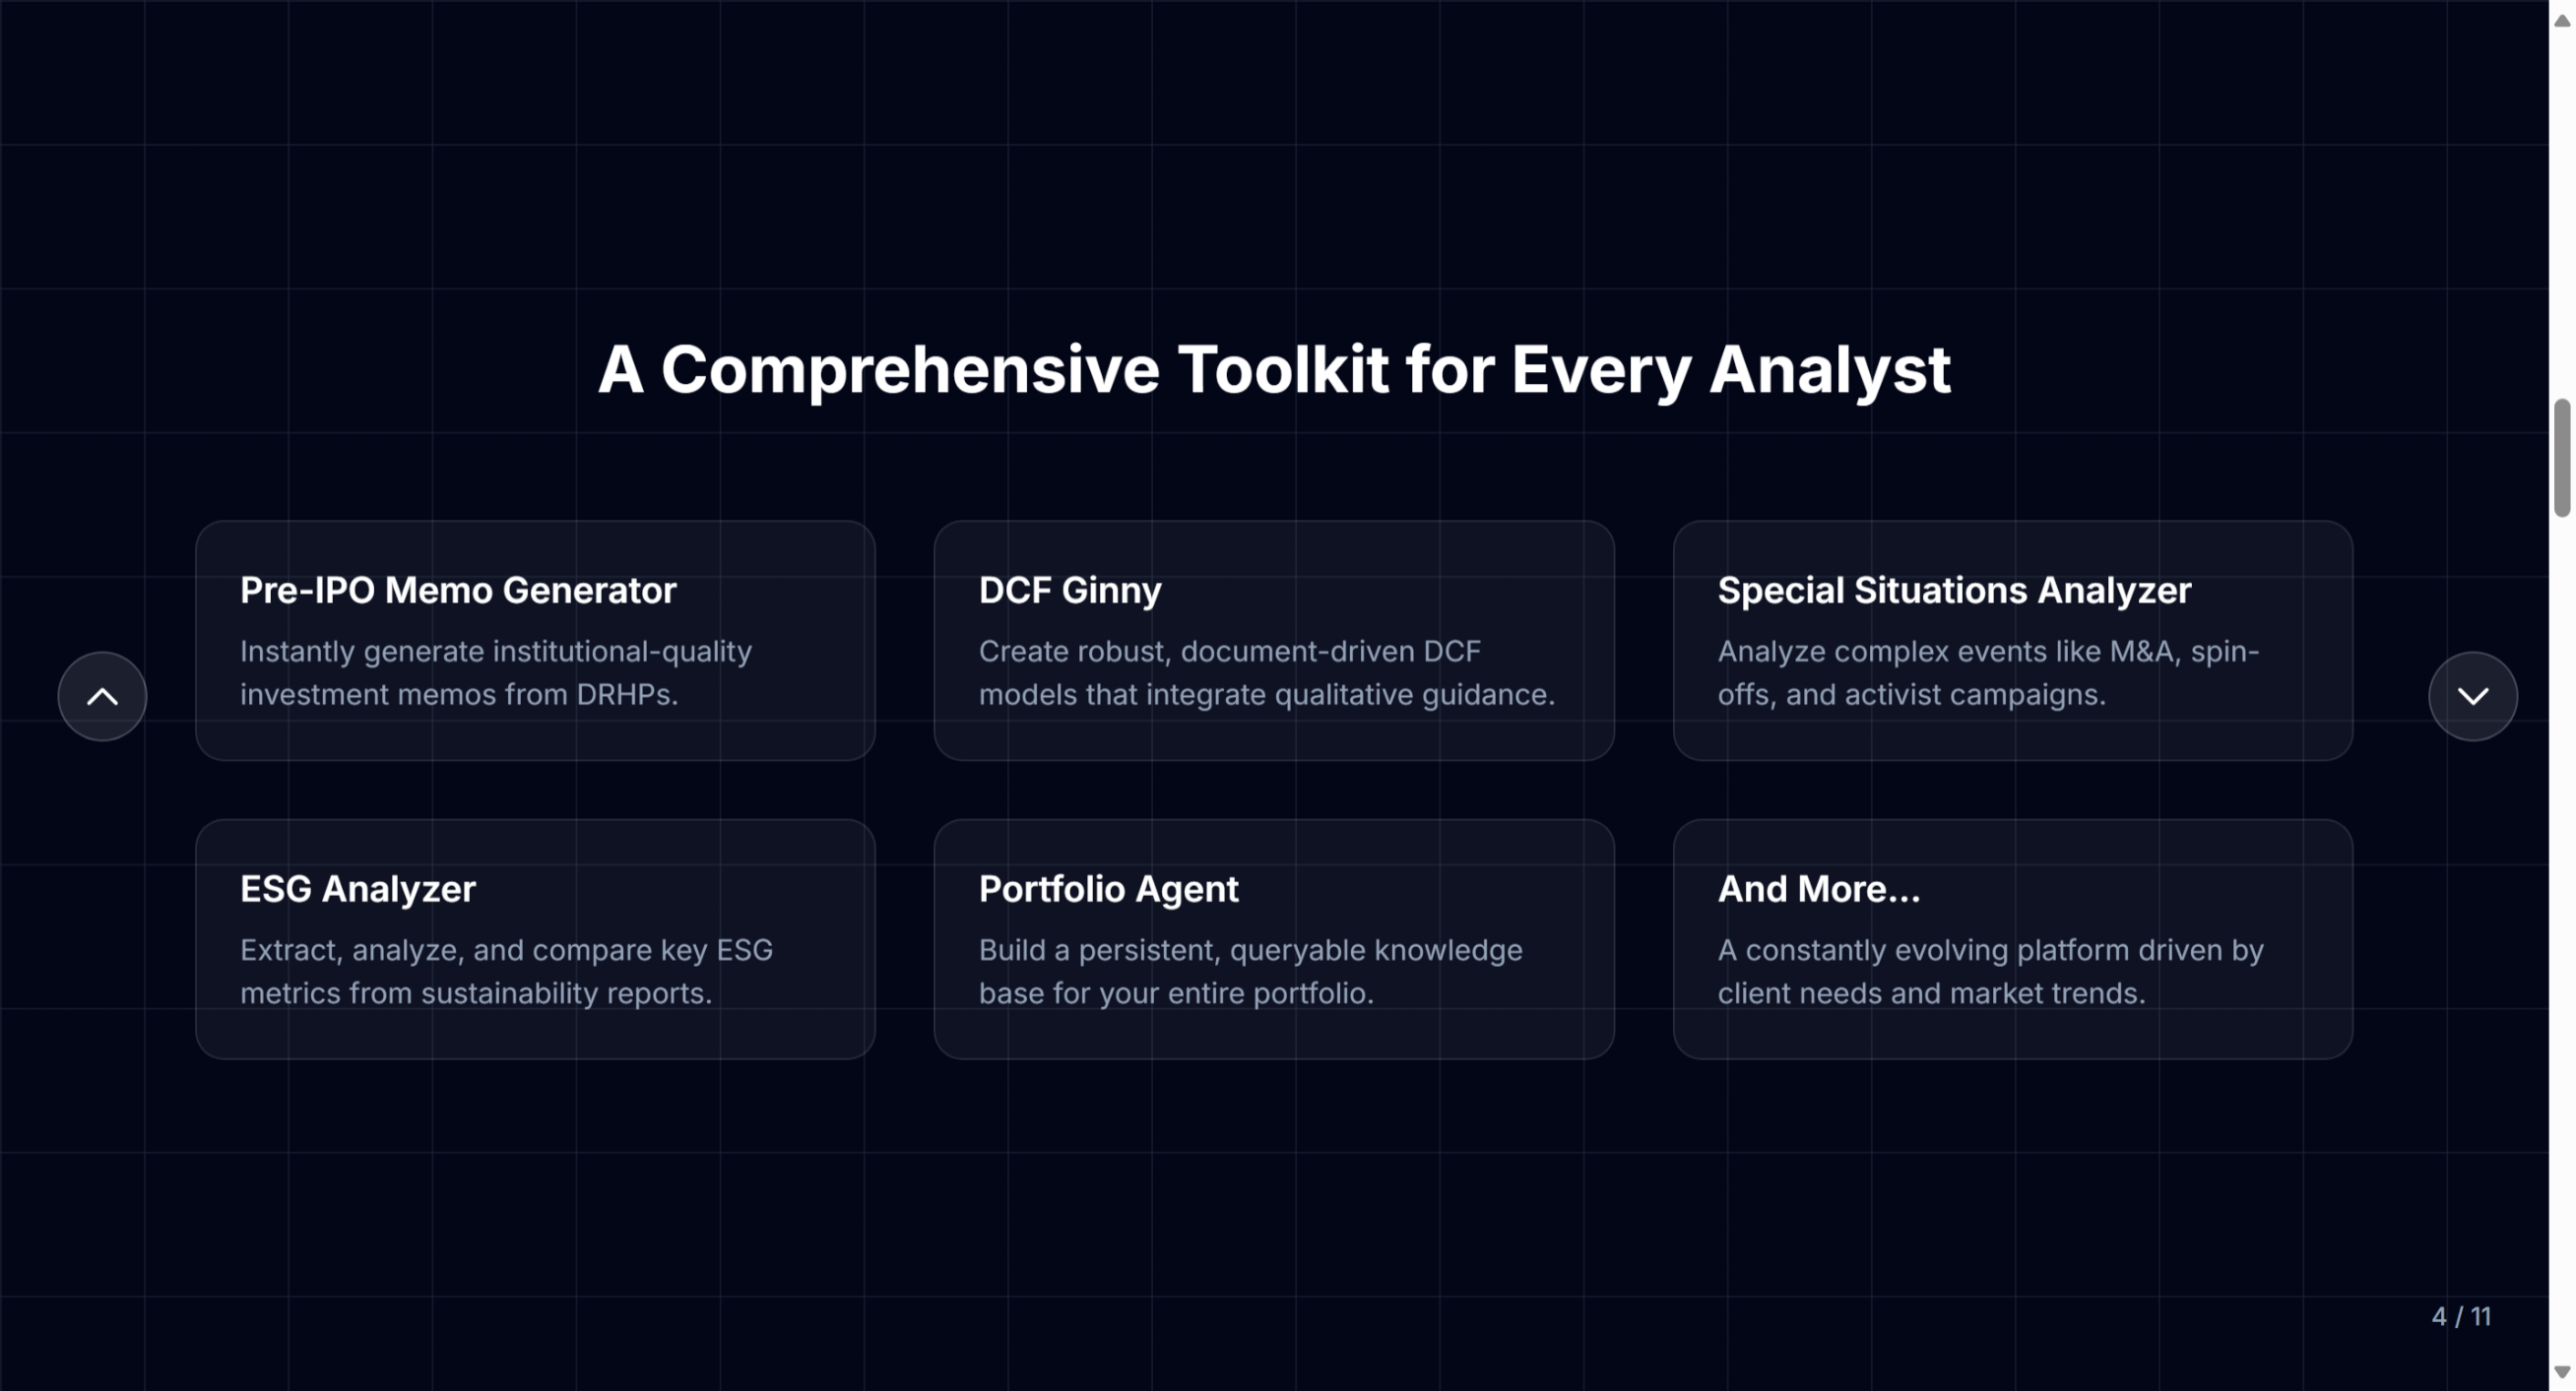 A Comprehensive Toolkit for Every Analyst
Pre-IPO Memo Generator
Instantly generate institutional-quality
investment memos from DRHPs.
DCF Ginny
Create robust, document-driven DCF
models that integrate qualitative guidance.
Special Situations Analyzer
Analyze complex events like M&A, spin-
offs, and activist campaigns.
ESG Analyzer
Extract, analyze, and compare key ESG
metrics from sustainability reports.
Portfolio Agent
Build a persistent, queryable knowledge
base for your entire portfolio.
And More...
A constantly evolving platform driven by
client needs and market trends.
4 / 11